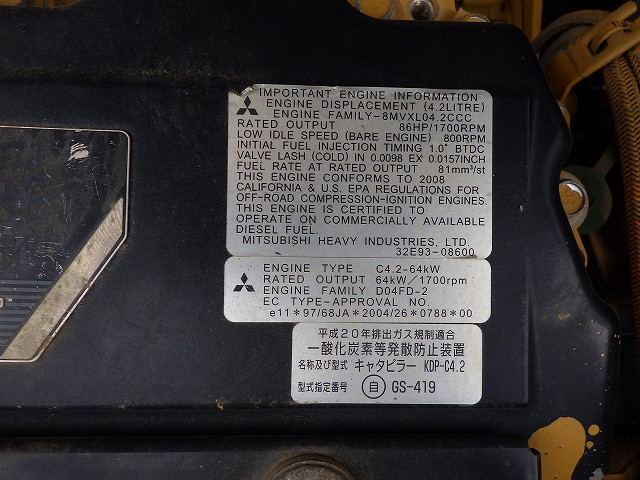 IMPORTANT ENGINE INFORMATION
ENGINE DISPLACEMENT (4.2LITRE)
ENGINE FAMILY-8MVXL04.2CCC
RATED OUTPUT 86HP/1700RPM
LOW IDLE SPEED (BARE ENGINE) 800RPM
INITIAL FUEL INJECTION TIMING 1.0° BTDC
VALVE LASH (COLD) IN 0.0098 EX 0.0157INCH
FUEL RATE AT RATED OUTPUT 81mm³/st
THIS ENGINE CONFORMS TO 2008
CALIFORNIA & U.S. EPA REGULATIONS FOR
OFF-ROAD COMPRESSION-IGNITION ENGINES.
THIS ENGINE IS CERTIFIED TO
OPERATE ON COMMERCIALLY AVAILABLE
DIESEL FUEL.
MITSUBISHI HEAVY INDUSTRIES, LTD.
32E93-08600
ENGINE TYPE C4.2-64kW
RATED OUTPUT 64kW/1700rpm
ENGINE FAMILY D04FD-2
EC TYPE-APPROVAL NO.
e11*97/68JA*2004/26*0788*00
平成20年排出ガス規制適合
一酸化炭素等発散防止装置
名称及び型式 キャタピラー KDP-C4.2
型式指定番号 自 GS-419